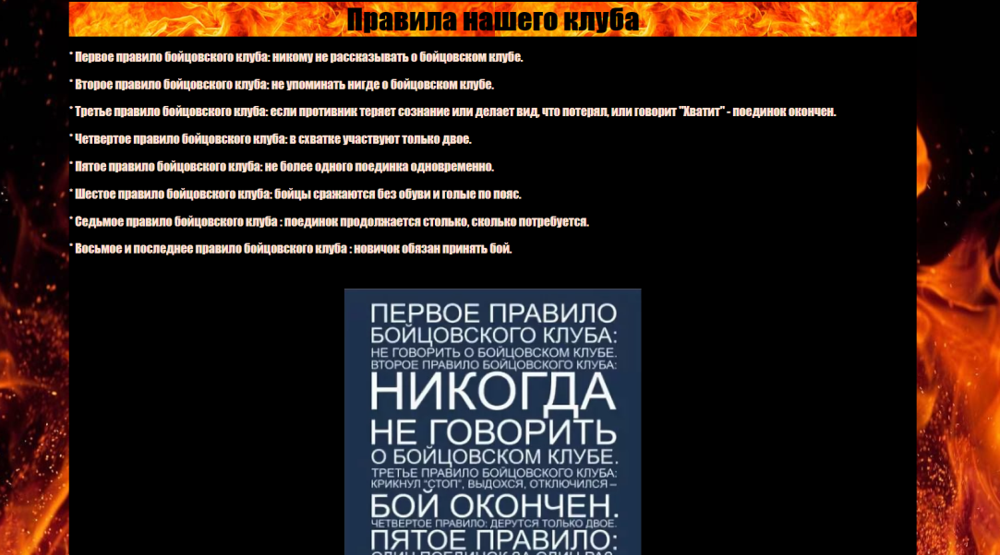 Правила нашего клуба
* Первое правило бойцовского клуба: никому не рассказывать о бойцовском клубе.
* Второе правило бойцовского клуба: не упоминать нигде о бойцовском клубе.
* Третье правило бойцовского клуба: если противник теряет сознание или делает вид, что потерял, или говорит "Хватит" - поединок окончен.
* Четвертое правило бойцовского клуба: в схватке участвуют только двое.
* Пятое правило бойцовского клуба: не более одного поединка одновременно.
* Шестое правило бойцовского клуба: бойцы сражаются без обуви и голые по пояс.
* Седьмое правило бойцовского клуба : поединок продолжается столько, сколько потребуется.
* Восьмое и последнее правило бойцовского клуба : новичок обязан принять бой.
ПЕРВОЕ ПРАВИЛО
БОЙЦОВСКОГО КЛУБА:
НЕ ГОВОРИТЬ О БОЙЦОВСКОМ КЛУБЕ.
ВТОРОЕ ПРАВИЛО БОЙЦОВСКОГО КЛУБА:
НИКОГДА
НЕ ГОВОРИТЬ
О БОЙЦОВСКОМ КЛУБЕ.
ТРЕТЬЕ ПРАВИЛО БОЙЦОВСКОГО КЛУБА:
КРИКНУЛ "СТОП", ВЫДОХСЯ, ОТКЛЮЧИЛСЯ –
БОЙ ОКОНЧЕН.
ЧЕТВЕРТОЕ ПРАВИЛО: ДЕРУТСЯ ТОЛЬКО ДВОЕ.
ПЯТОЕ ПРАВИЛО:
ОДИН ПОЕДИНОК ЗА ОДИН РАЗ.